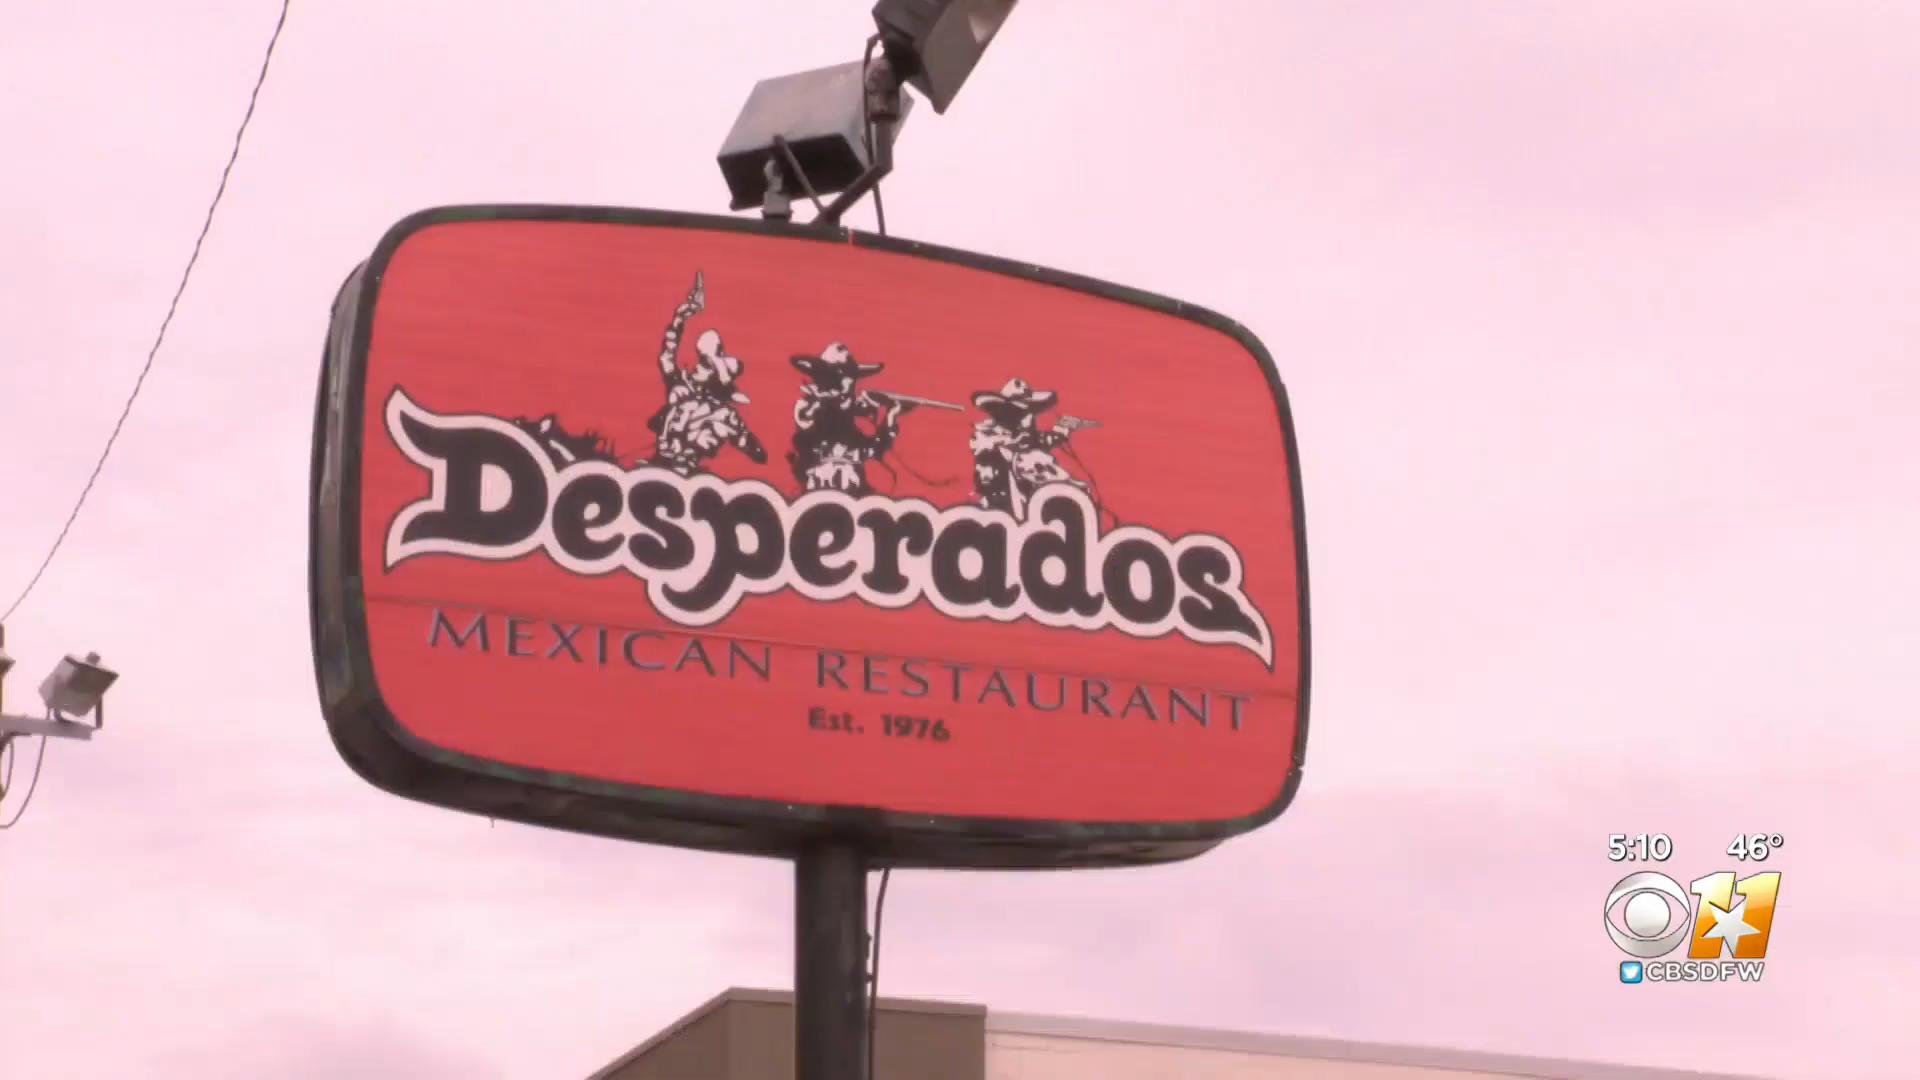 Desperados
MEXICAN RESTAURANT
Est. 1976
5:10 46°
11
CBSDFW